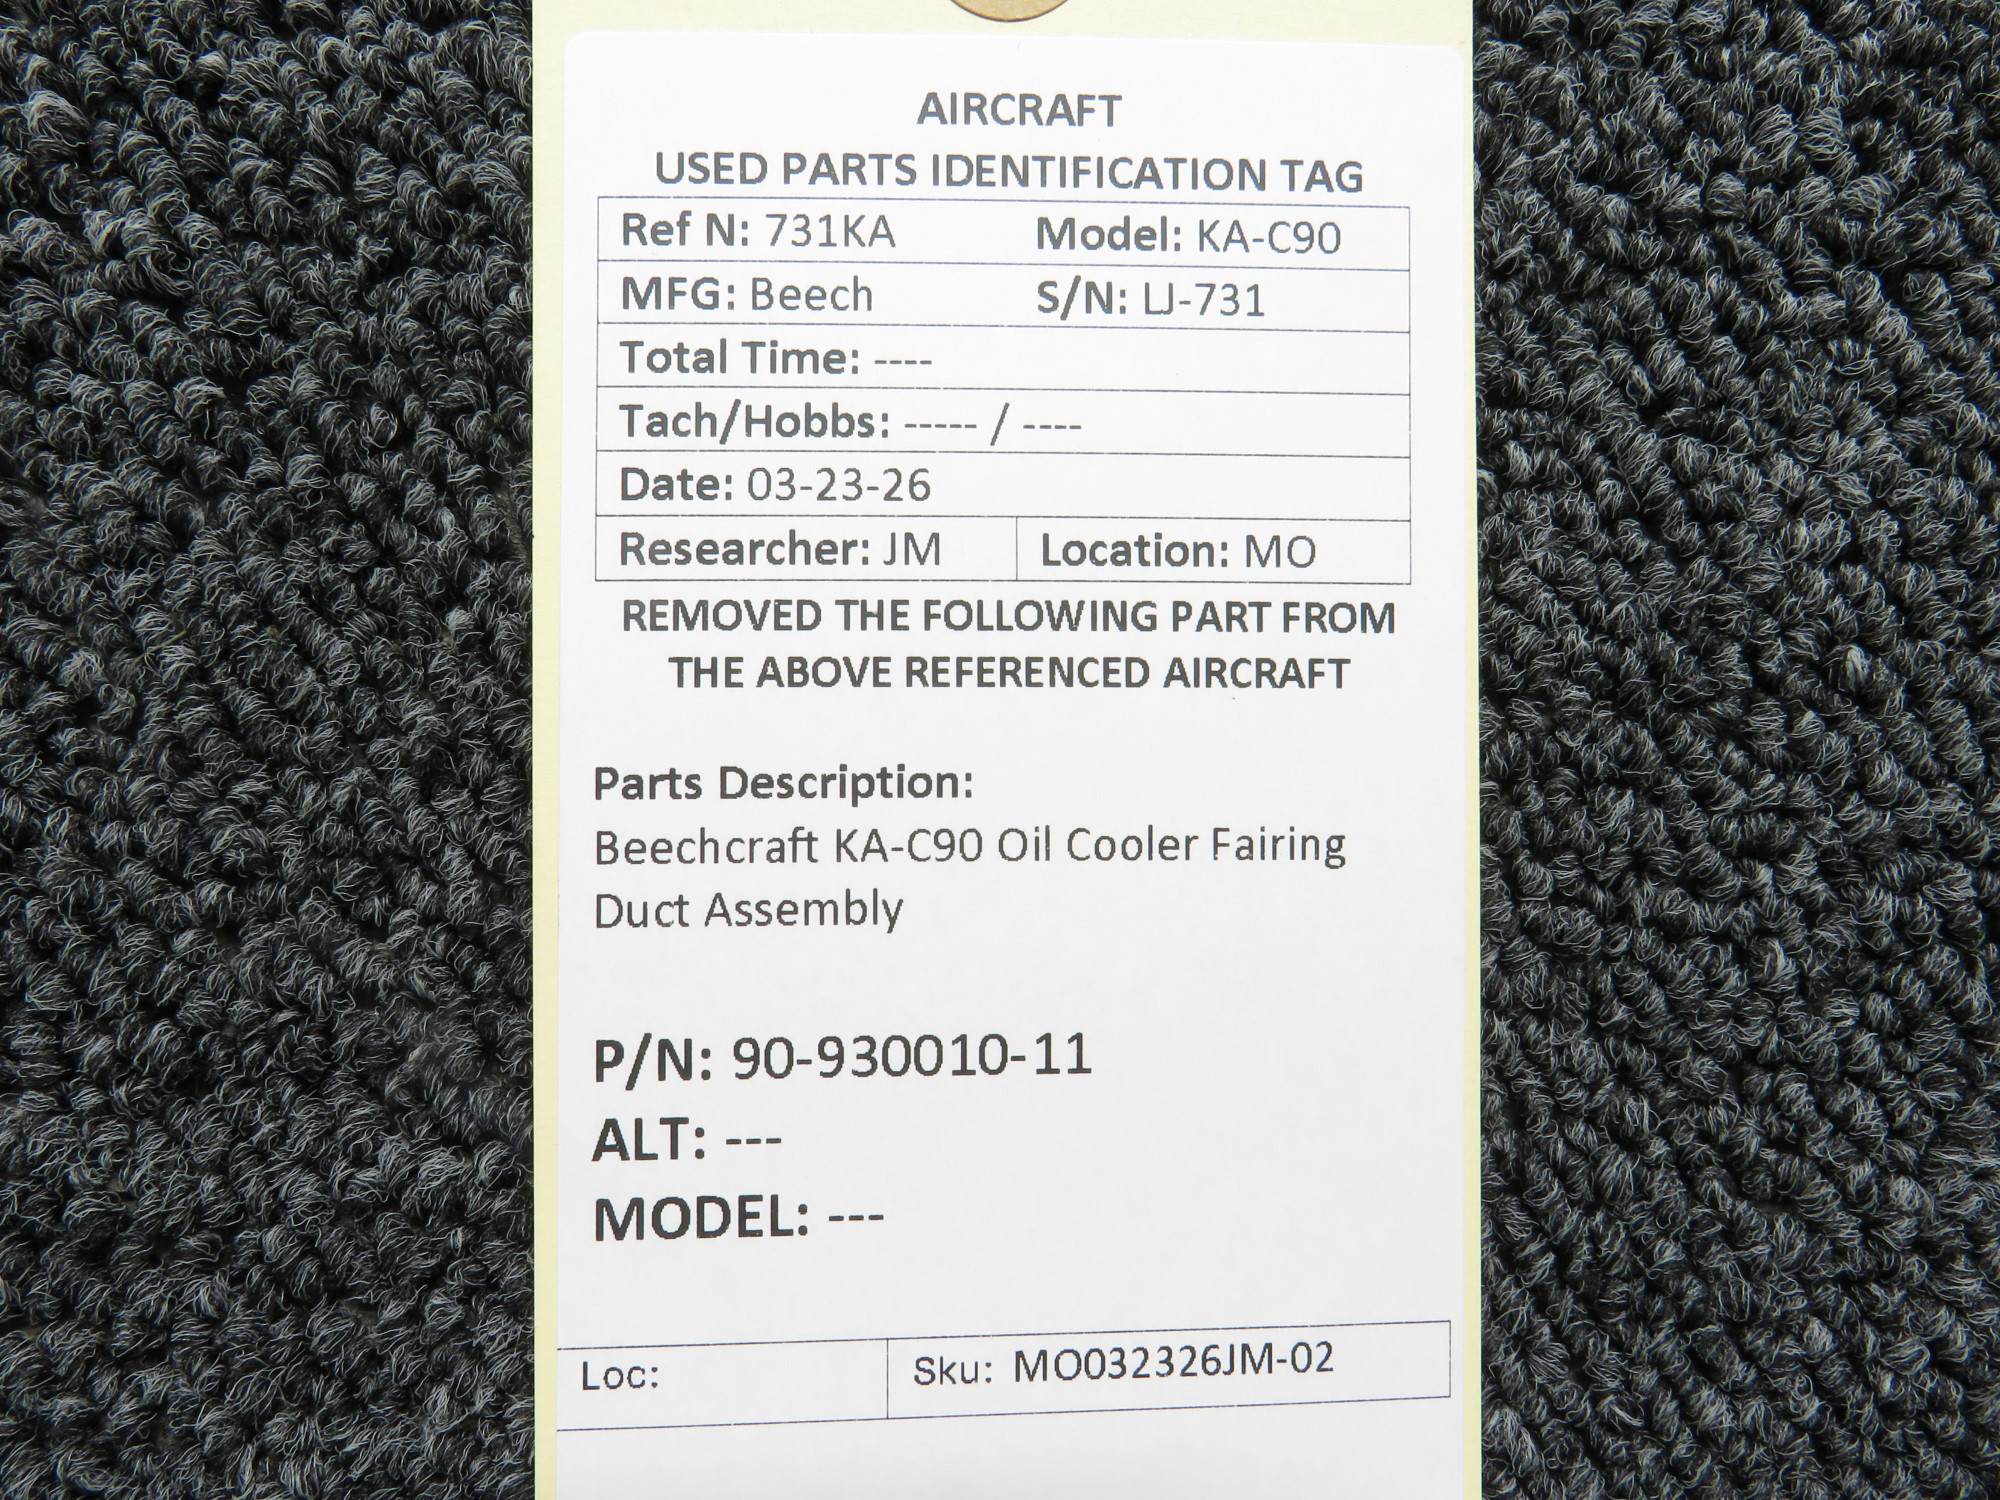 AIRCRAFT
USED PARTS IDENTIFICATION TAG
Ref N: 731KA Model: KA-C90
MFG: Beech S/N: LJ-731
Total Time: ----
Tach/Hobbs: ----- / ----
Date: 03-23-26
Researcher: JM Location: MO
REMOVED THE FOLLOWING PART FROM
THE ABOVE REFERENCED AIRCRAFT
Parts Description:
Beechcraft KA-C90 Oil Cooler Fairing
Duct Assembly
P/N: 90-930010-11
ALT: ---
MODEL: ---
Loc: Sku: MO032326JM-02